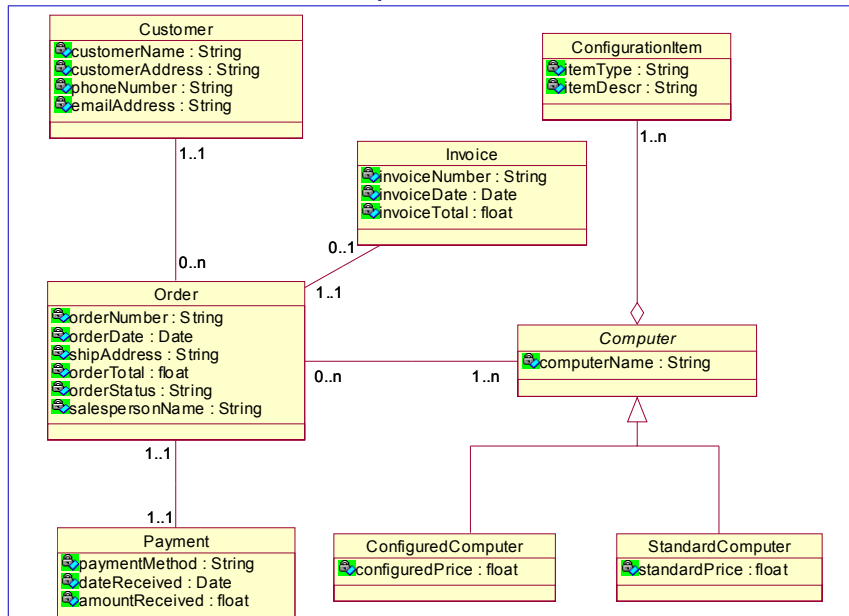 Customer
customerName : String
customerAddress : String
phoneNumber : String
emailAddress : String
1..1
0..n
ConfigurationItem
itemType : String
itemDescr : String
1..n
Invoice
invoiceNumber : String
invoiceDate : Date
invoiceTotal : float
0..1
1..1
Order
orderNumber : String
orderDate : Date
shipAddress : String
orderTotal : float
orderStatus : String
salespersonName : String
0..n
1..n
Computer
computerName : String
1..1
1..1
Payment
paymentMethod : String
dateReceived : Date
amountReceived : float
ConfiguredComputer
configuredPrice : float
StandardComputer
standardPrice : float